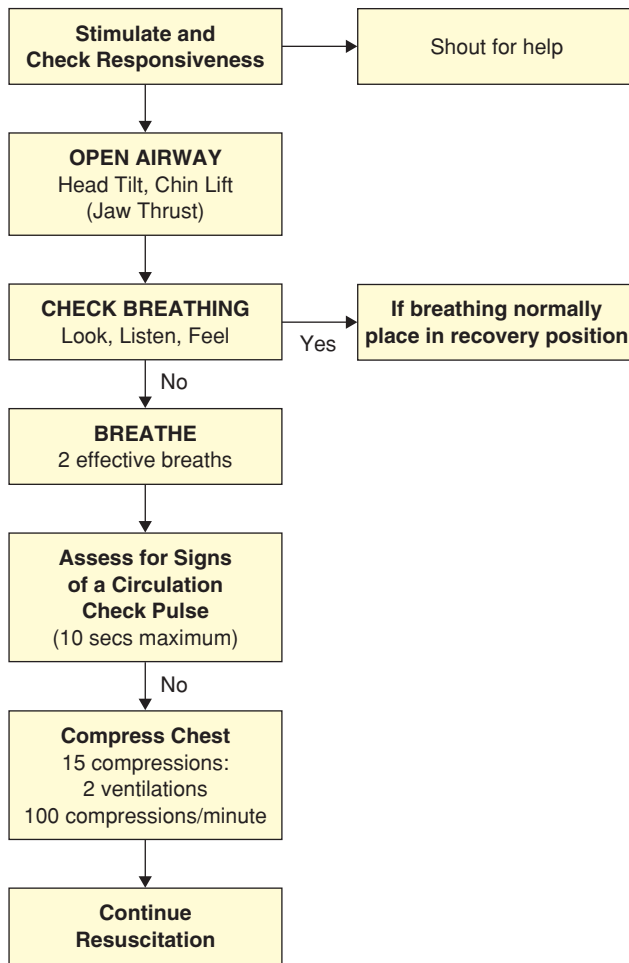 Stimulate and
Check Responsiveness
Shout for help
OPEN AIRWAY
Head Tilt, Chin Lift
(Jaw Thrust)
CHECK BREATHING
Look, Listen, Feel
Yes
If breathing normally
place in recovery position
No
BREATHE
2 effective breaths
Assess for Signs
of a Circulation
Check Pulse
(10 secs maximum)
No
Compress Chest
15 compressions:
2 ventilations
100 compressions/minute
Continue
Resuscitation